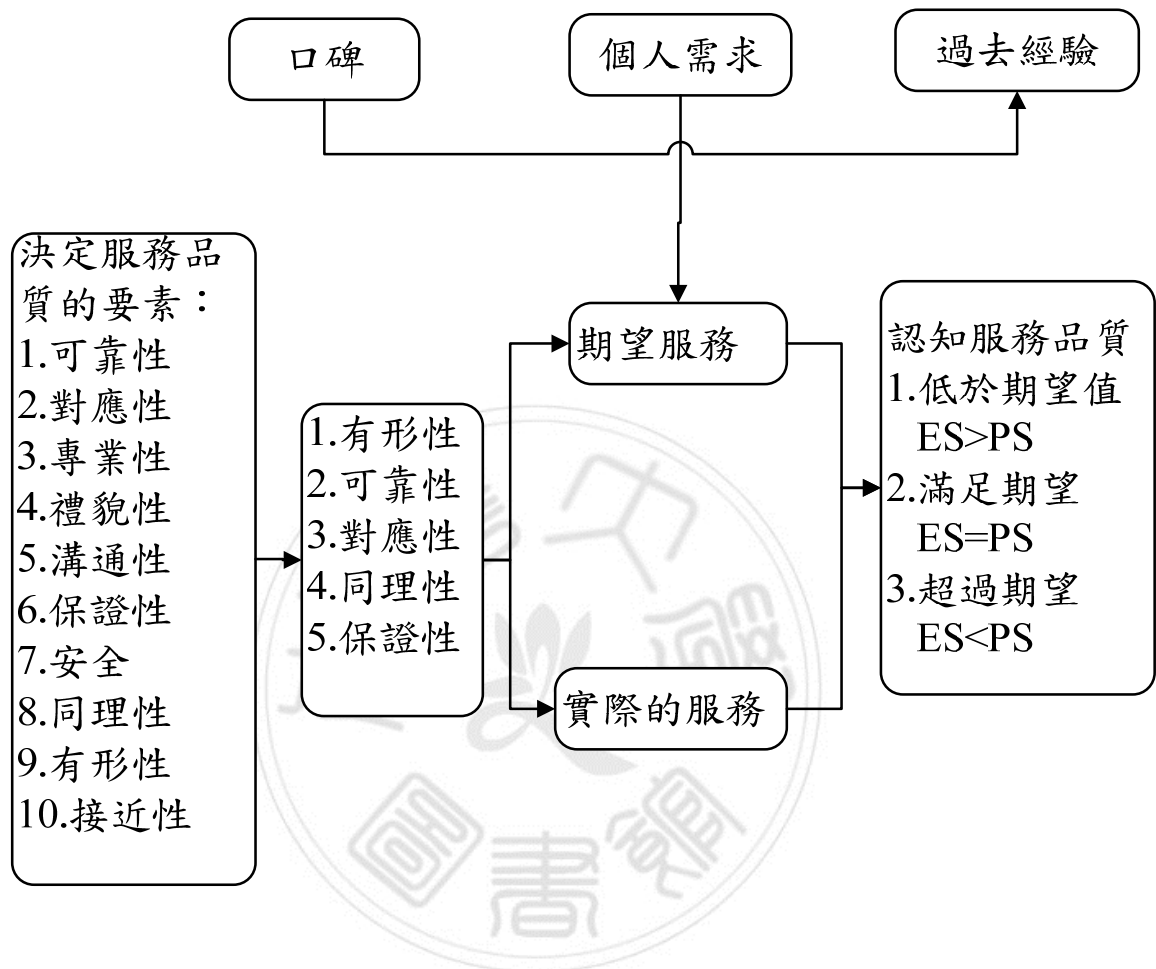 口碑
個人需求
過去經驗
決定服務品
質的要素：
1.可靠性
2.對應性
3.專業性
4.禮貌性
5.溝通性
6.保證性
7.安全
8.同理性
9.有形性
10.接近性
1.有形性
2.可靠性
3.對應性
4.同理性
5.保證性
期望服務
實際的服務
認知服務品質
1.低於期望值
ES>PS
2.滿足期望
ES=PS
3.超過期望
ES<PS